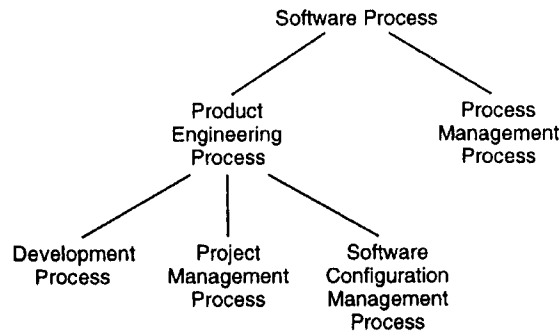 Software Process
Product
Engineering
Process
Process
Management
Process
Development
Process
Project
Management
Process
Software
Configuration
Management
Process